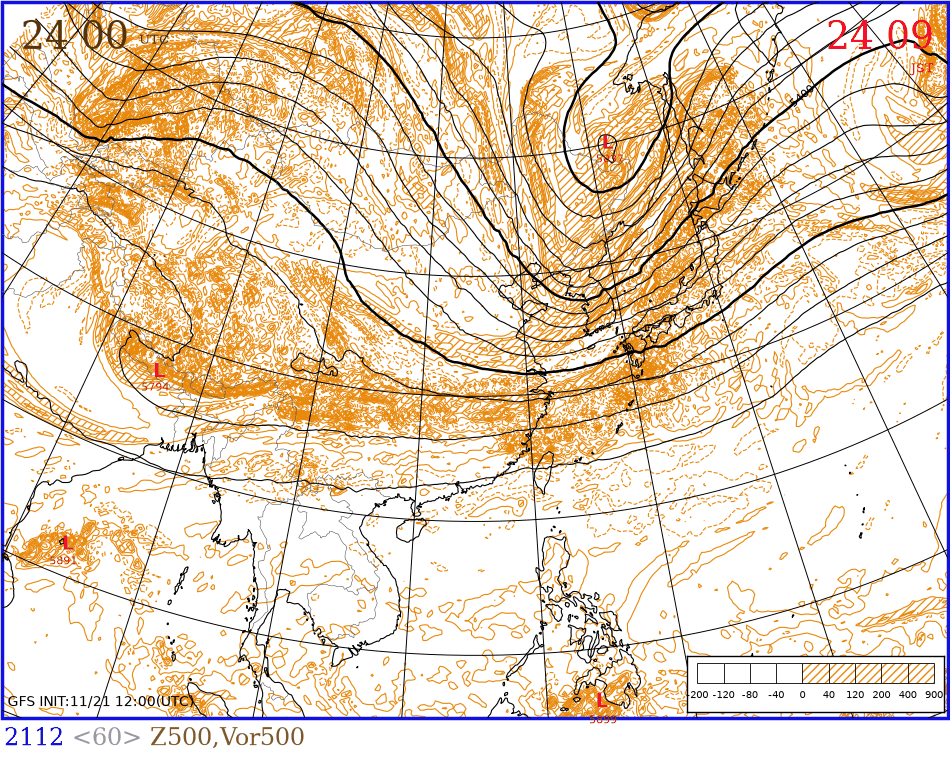 24 00 UTC
24 09
JST
5400
L
L
5794
L
5891
L
5899
-200 -120 -80 -40 0 40 120 200 400 900
GFS INIT:11/21 12:00(UTC)
2112 <60> Z500,Vor500